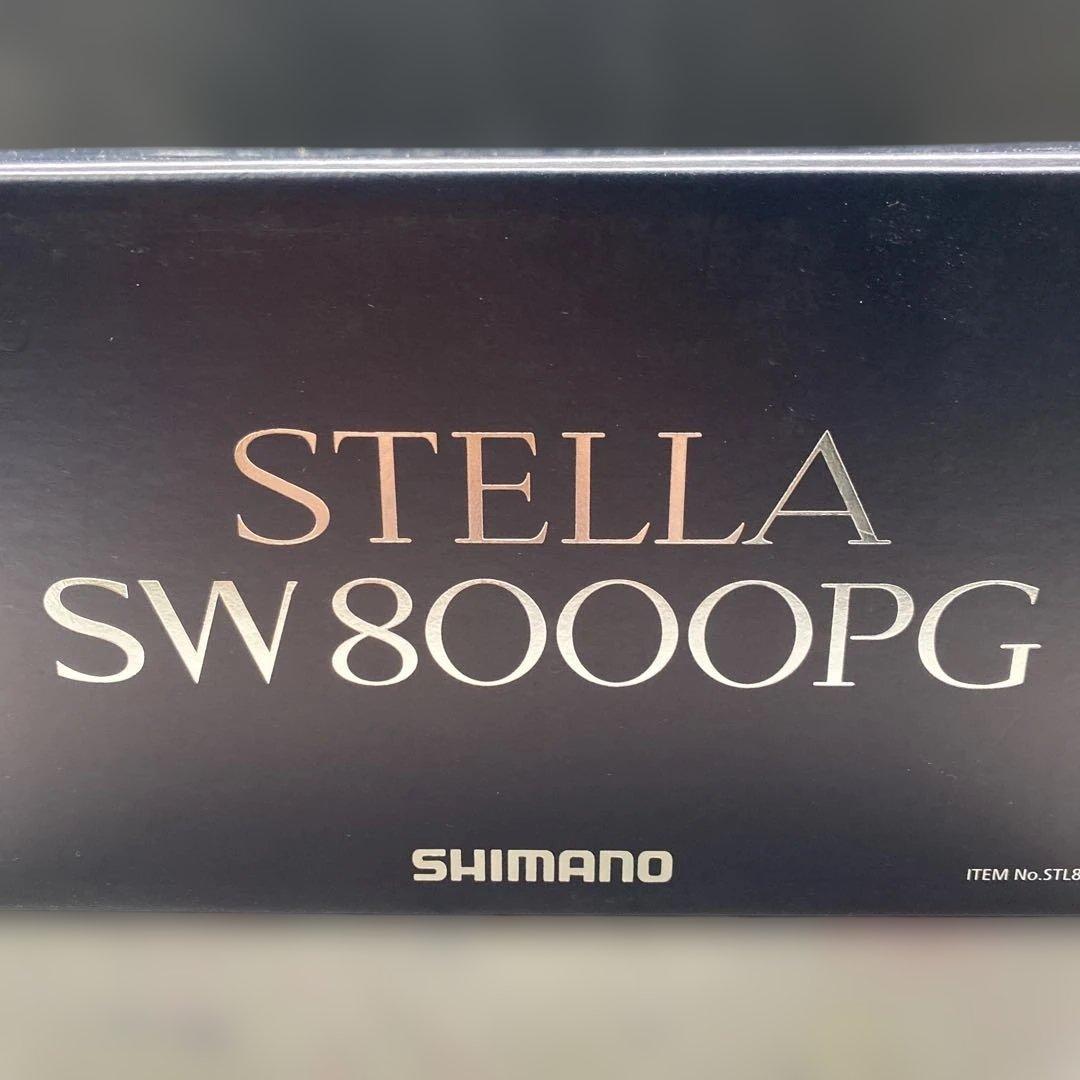 STELLA
SW 8000PG
SHIMANO
ITEM No.STL8